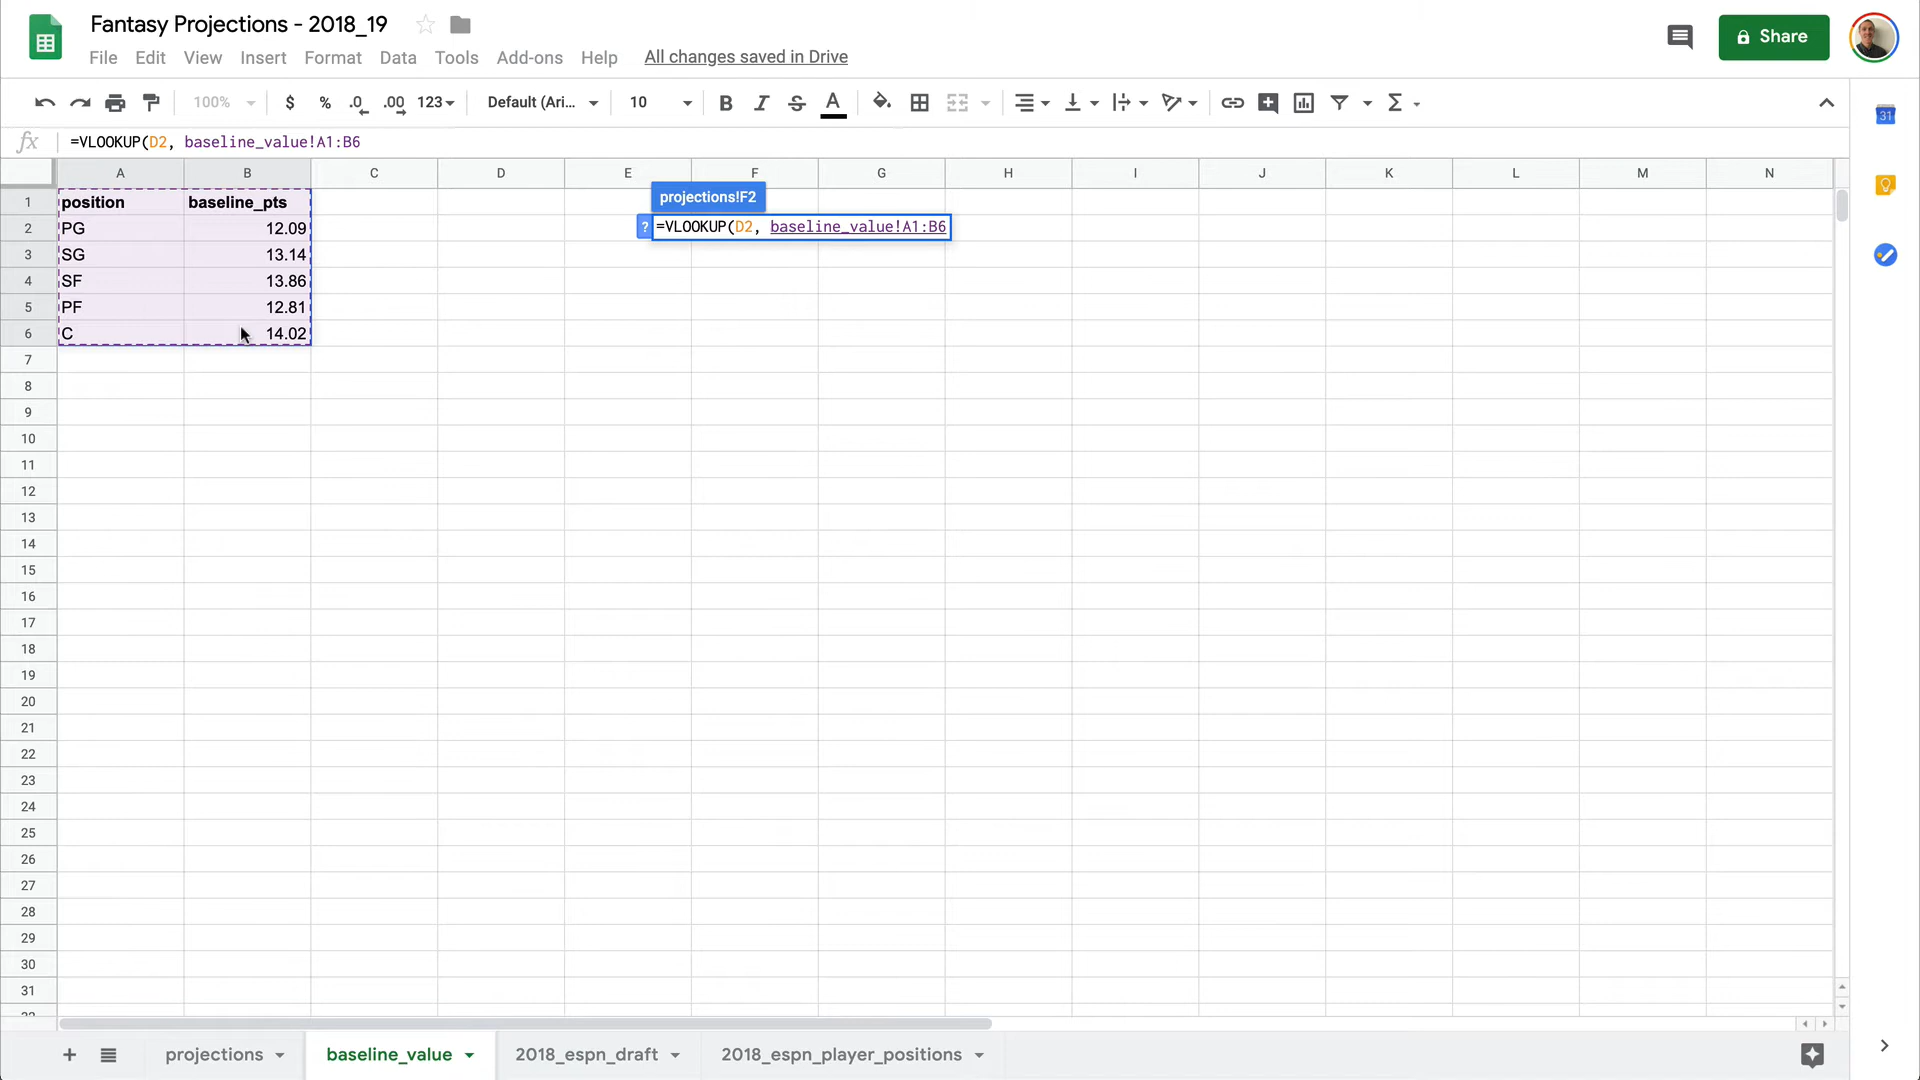 Fantasy Projections - 2018_19
File Edit View Insert Format Data Tools Add-ons Help All changes saved in Drive
Share
100% $ % .0 .00 123 Default (Ari... 10 B I S A Σ
31
fx =VLOOKUP(D2, baseline_value!A1:B6
A B C D E F G H I J K L M N
projections!F2
1 position baseline_pts
2 PG 12.09 ? =VLOOKUP(D2, baseline_value!A1:B6
3 SG 13.14
4 SF 13.86
5 PF 12.81
6 C 14.02
7
8
9
10
11
12
13
14
15
16
17
18
19
20
21
22
23
24
25
26
27
28
29
30
31
+ projections baseline_value 2018_espn_draft 2018_espn_player_positions